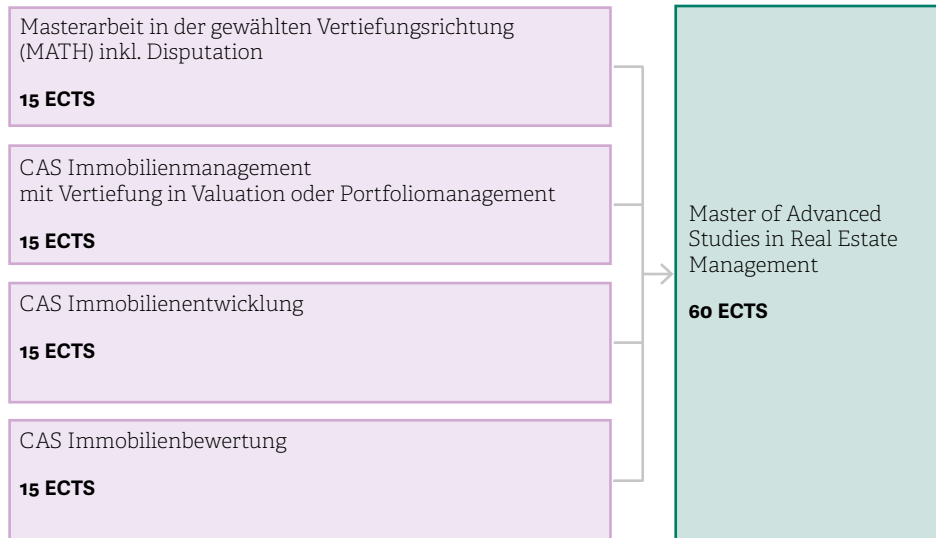 Masterarbeit in der gewählten Vertiefungsrichtung
(MATH) inkl. Disputation
15 ECTS
CAS Immobilienmanagement
mit Vertiefung in Valuation oder Portfoliomanagement
15 ECTS
CAS Immobilienentwicklung
15 ECTS
CAS Immobilienbewertung
15 ECTS
Master of Advanced
Studies in Real Estate
Management
60 ECTS